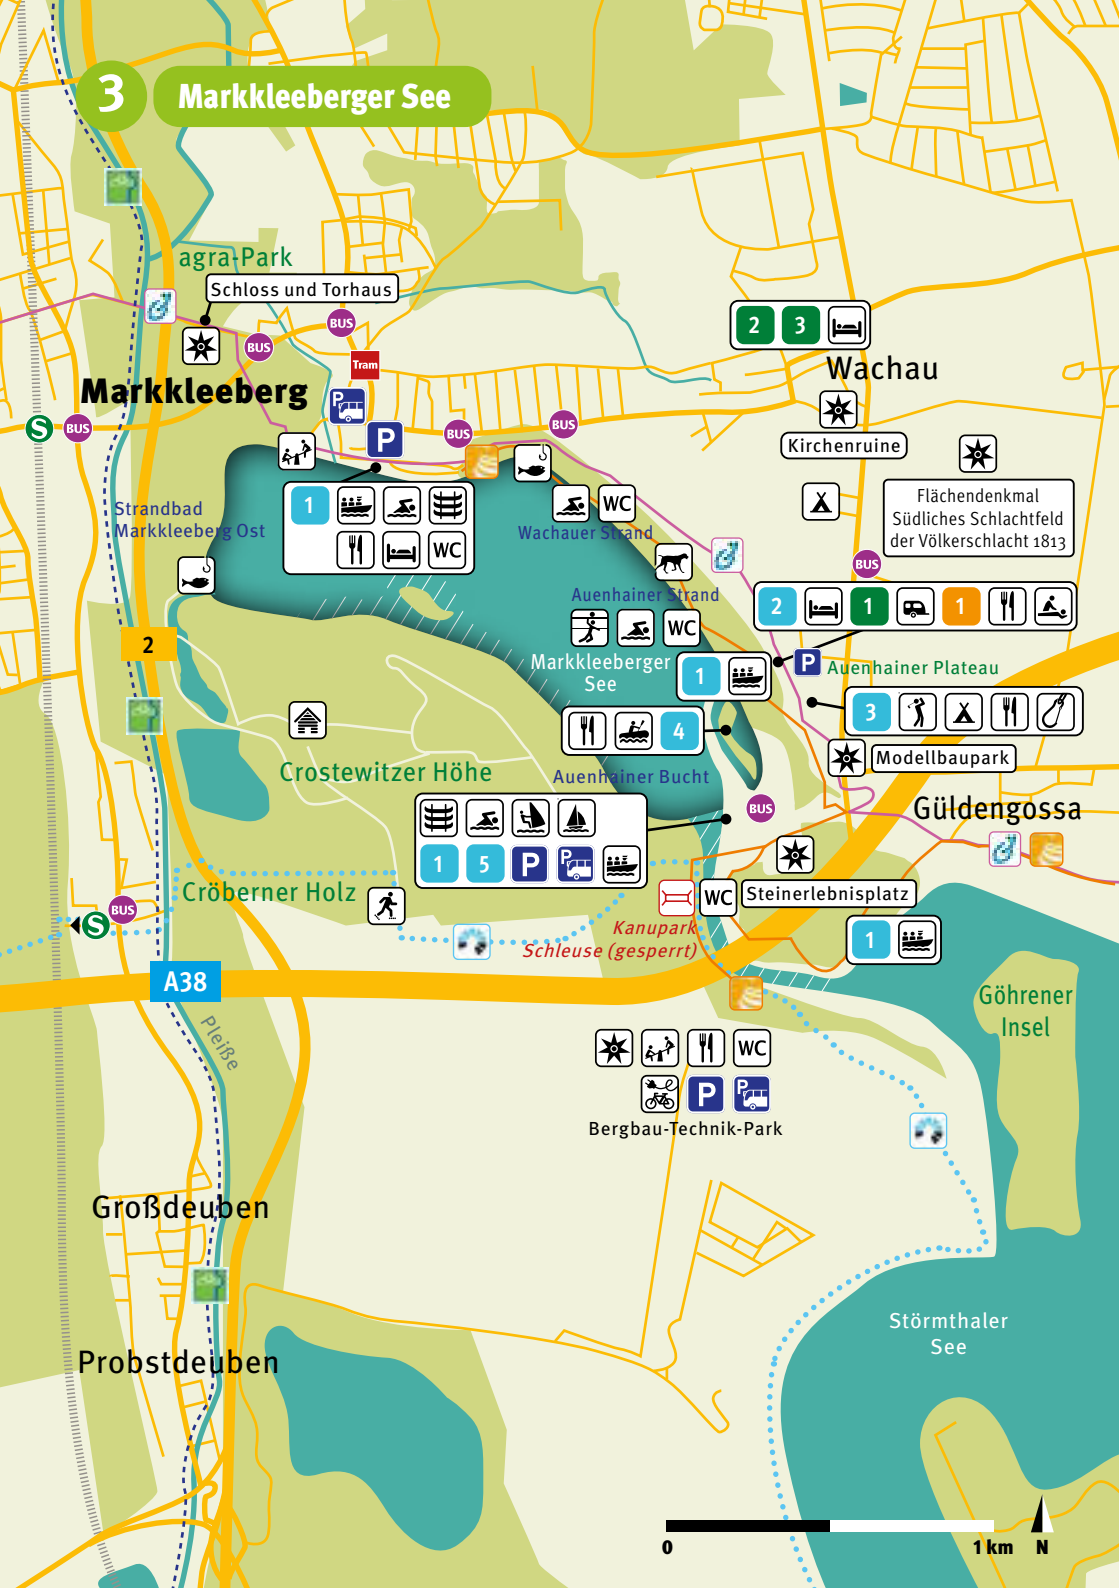 3
Markkleeberger See
agra-Park
Schloss und Torhaus
BUS
BUS
Tram
2 3
Wachau
Markkleeberg
P
S
BUS
P
BUS
BUS
Kirchenruine
Strandbad
Markkleeberg Ost
1
WC
WC
Wachauer Strand
Flächendenkmal
Südliches Schlachtfeld
der Völkerschlacht 1813
BUS
Auenhainer Strand
WC
2 1 1
2
Markkleeberger
See
1
P
Auenhainer Plateau
3
4
Auenhainer Bucht
Modellbaupark
Crostewitzer Höhe
BUS
Güldengossa
1 5 P P
Cröberner Holz
WC
Steinerlebnisplatz
S
BUS
Kanupark
Schleuse (gesperrt)
1
A38
Göhrener
Insel
Pleiße
WC
P P
Bergbau-Technik-Park
Großdeuben
Störmthaler
See
Probstdeuben
0 1 km N